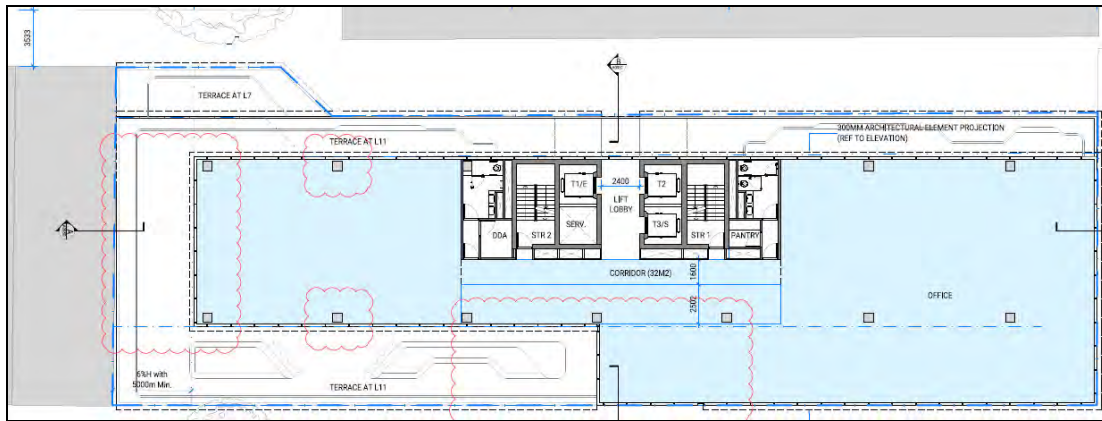 3533
TERRACE AT L7
TERRACE AT L11
300MM ARCHITECTURAL ELEMENT PROJECTION
(REF TO ELEVATION)
T1/E
2400
T2
LIFT
LOBBY
DDA
STR 2
SERV.
T3/S
STR 1
PANTRY
CORRIDOR (32M2)
1600
2502
OFFICE
6%H with
5000m Min.
TERRACE AT L11